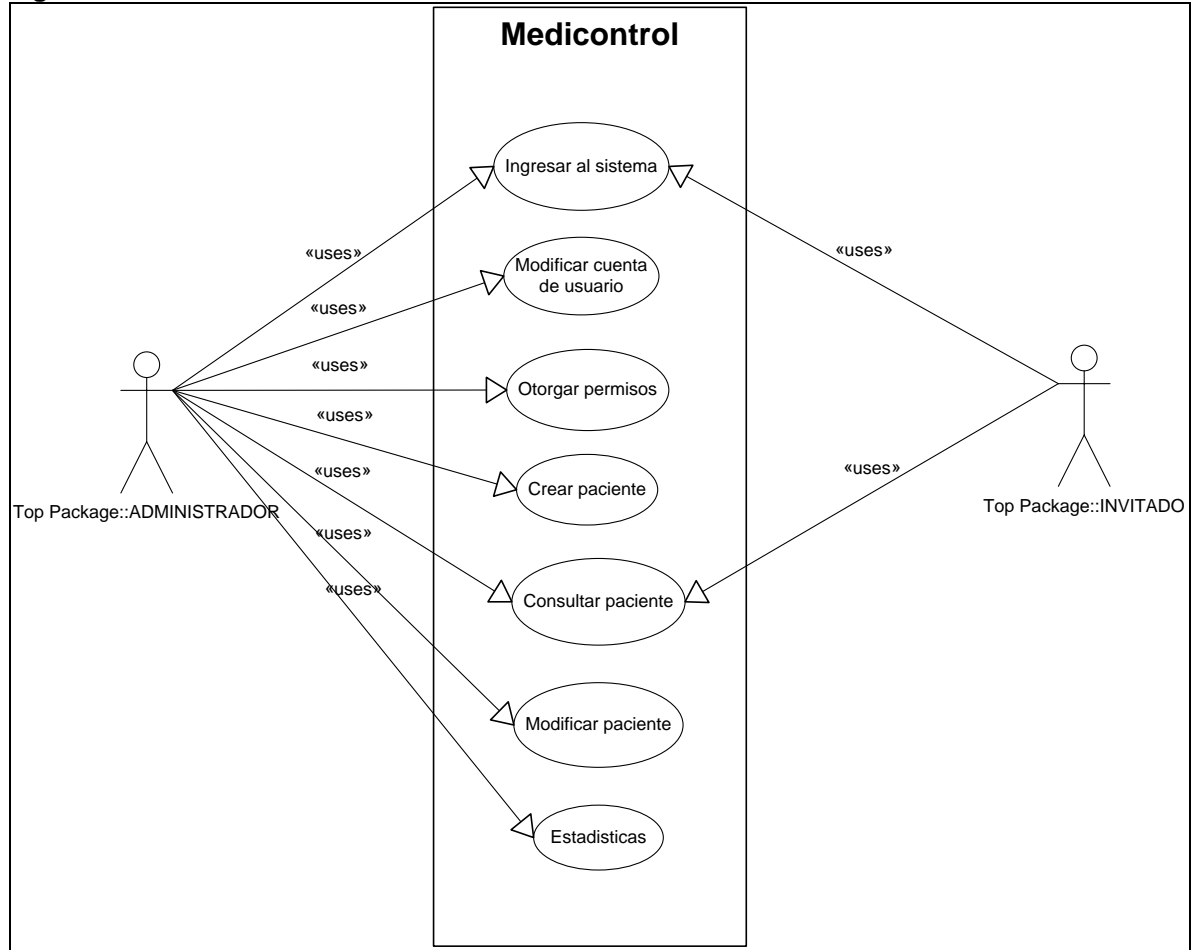 Medicontrol
Ingresar al sistema
«uses»
«uses»
Modificar cuenta
de usuario
«uses»
«uses»
Otorgar permisos
«uses»
Crear paciente
«uses»
«uses»
Top Package::ADMINISTRADOR
Top Package::INVITADO
«uses»
Consultar paciente
«uses»
Modificar paciente
Estadisticas